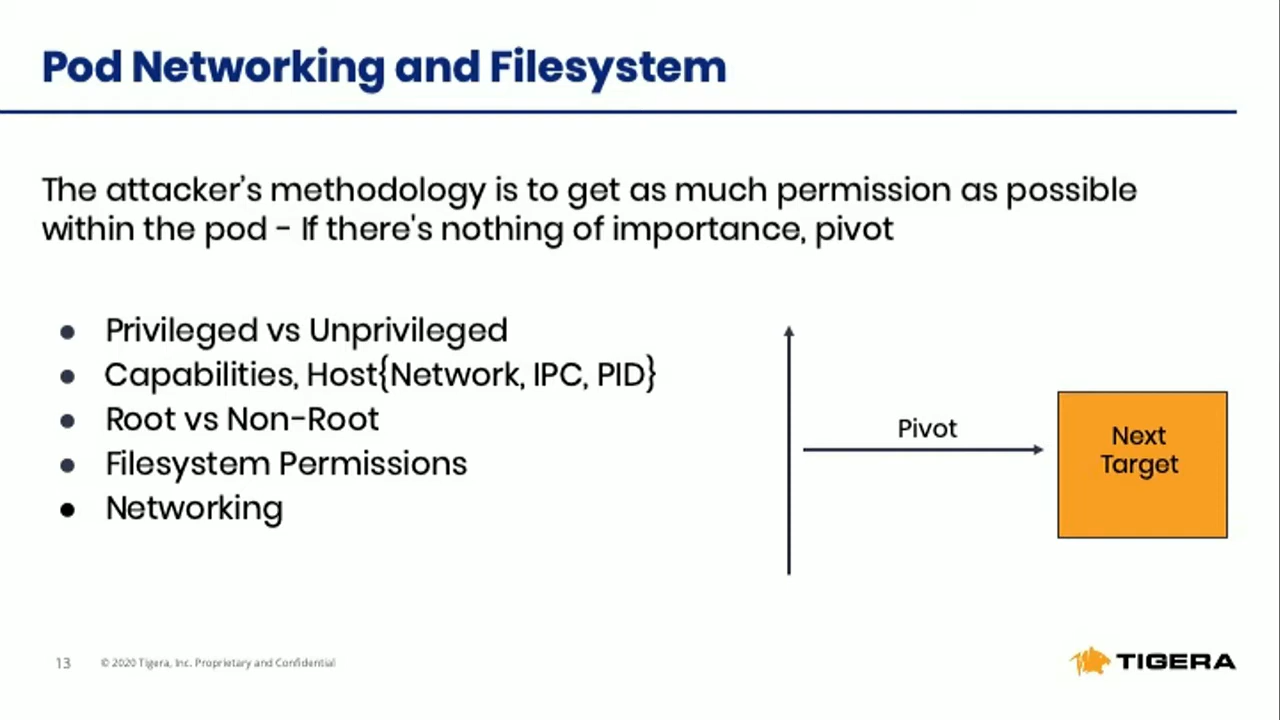 Pod Networking and Filesystem
The attacker's methodology is to get as much permission as possible
within the pod - If there's nothing of importance, pivot
● Privileged vs Unprivileged
● Capabilities, Host{Network, IPC, PID}
● Root vs Non-Root
● Filesystem Permissions
● Networking
Pivot
Next
Target
13 © 2020 Tigera, Inc. Proprietary and Confidential
TIGERA